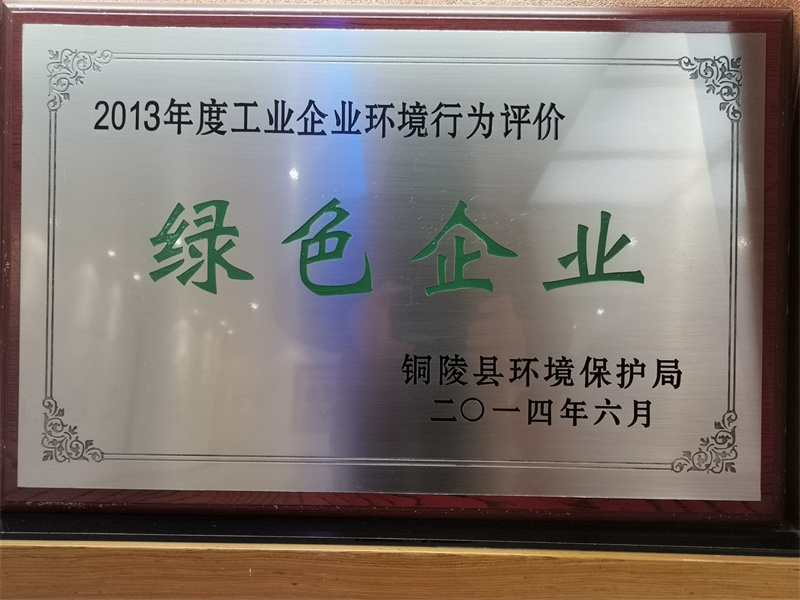 2013年度工业企业环境行为评价
绿色企业
铜陵县环境保护局
二〇一四年六月